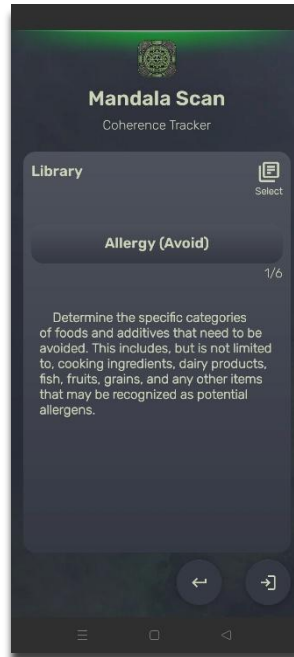 Mandala Scan
Coherence Tracker
Library
Select
Allergy (Avoid)
1/6
Determine the specific categories
of foods and additives that need to be
avoided. This includes, but is not limited
to, cooking ingredients, dairy products,
fish, fruits, grains, and any other items
that may be recognized as potential
allergens.